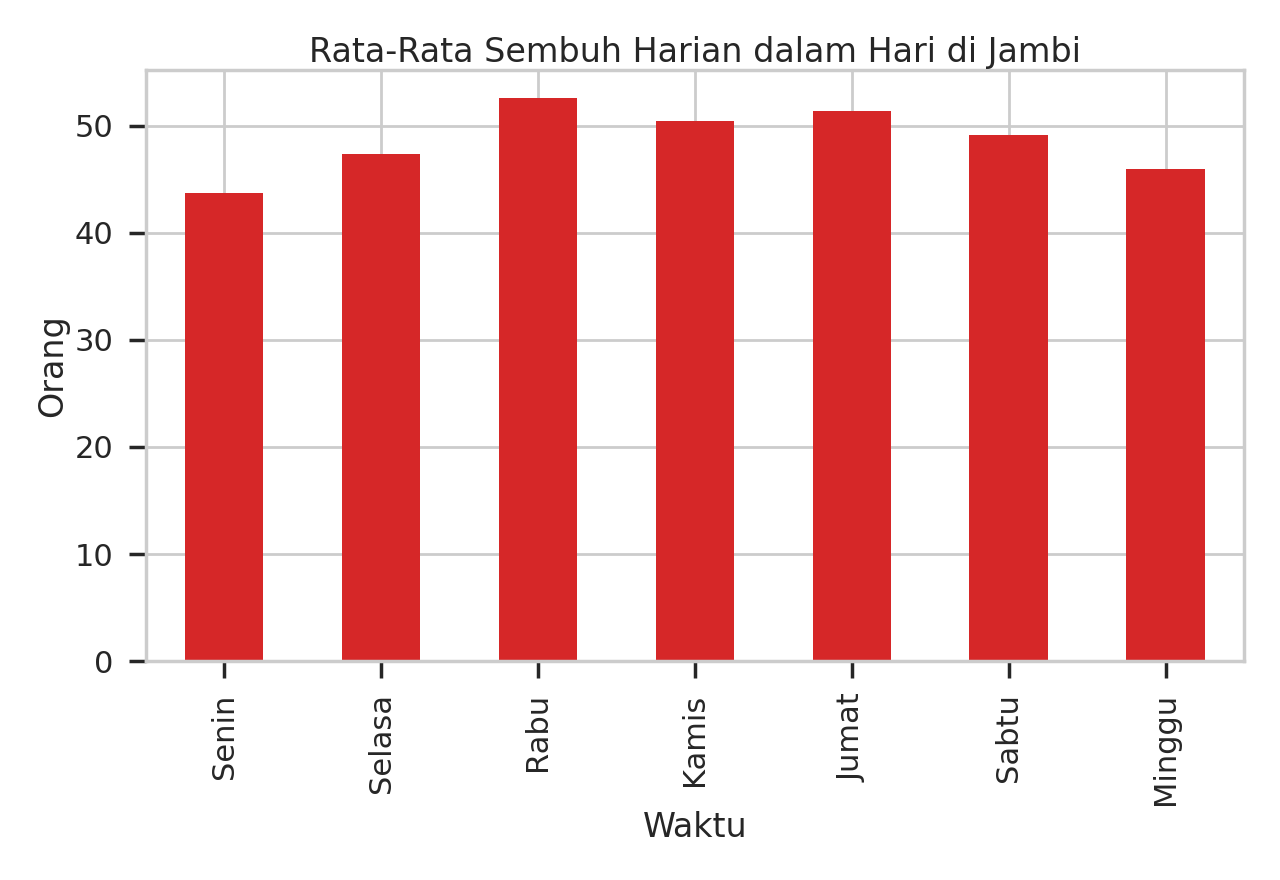 Rata-Rata Sembuh Harian dalam Hari di Jambi
Orang
50
40
30
20
10
0
Senin
Selasa
Rabu
Kamis
Jumat
Sabtu
Minggu
Waktu